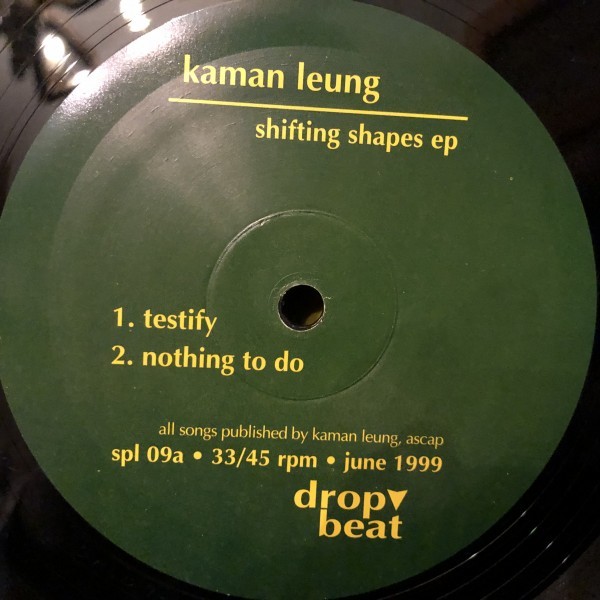 kaman leung
shifting shapes ep
1. testify
2. nothing to do
all songs published by kaman leung, ascap
spl 09a • 33/45 rpm • june 1999
drop
beat